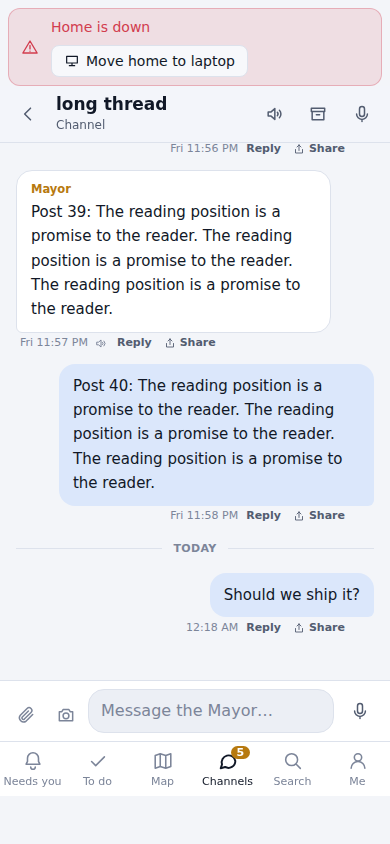 Home is down
Move home to laptop
long thread
Channel
Fri 11:56 PM Reply Share
Mayor
Post 39: The reading position is a
promise to the reader. The reading
position is a promise to the reader.
The reading position is a promise to
the reader.
Fri 11:57 PM Reply Share
Post 40: The reading position is a
promise to the reader. The reading
position is a promise to the reader.
The reading position is a promise to
the reader.
Fri 11:58 PM Reply Share
TODAY
Should we ship it?
12:18 AM Reply Share
Message the Mayor…
5
Needs you To do Map Channels Search Me